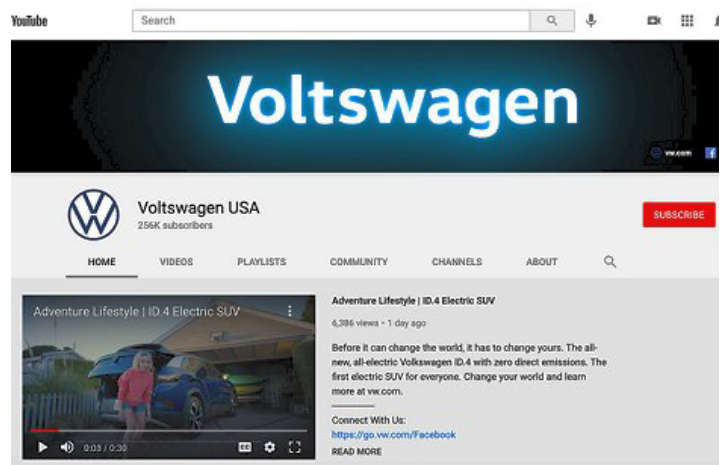 YouTube
Search
Voltswagen
vw.com
Voltswagen USA
256K subscribers
SUBSCRIBE
HOME VIDEOS PLAYLISTS COMMUNITY CHANNELS ABOUT
Adventure Lifestyle | ID.4 Electric SUV
0:03 / 0:30
CC
Adventure Lifestyle | ID.4 Electric SUV
6,386 views • 1 day ago
Before it can change the world, it has to change yours. The all-
new, all-electric Volkswagen ID.4 with zero direct emissions. The
first electric SUV for everyone. Change your world and learn
more at vw.com.
Connect With Us:
https://go.vw.com/Facebook
READ MORE